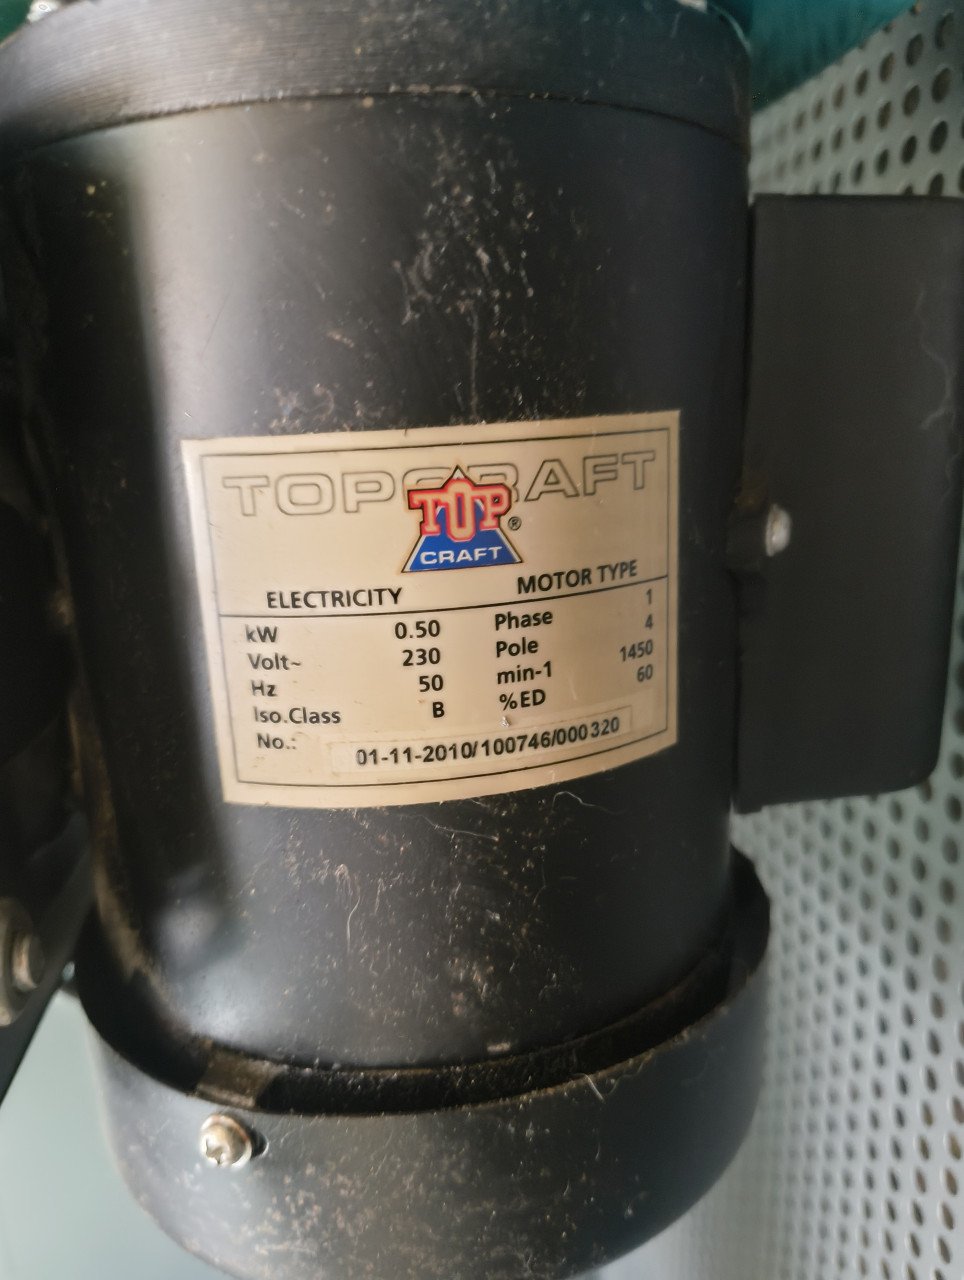 TOPCRAFT
TOP ®
CRAFT
ELECTRICITY MOTOR TYPE
kW 0.50 Phase 1
Volt~ 230 Pole 4
Hz 50 min-1 1450
Iso.Class B %ED 60
No.: 01-11-2010/100746/000320